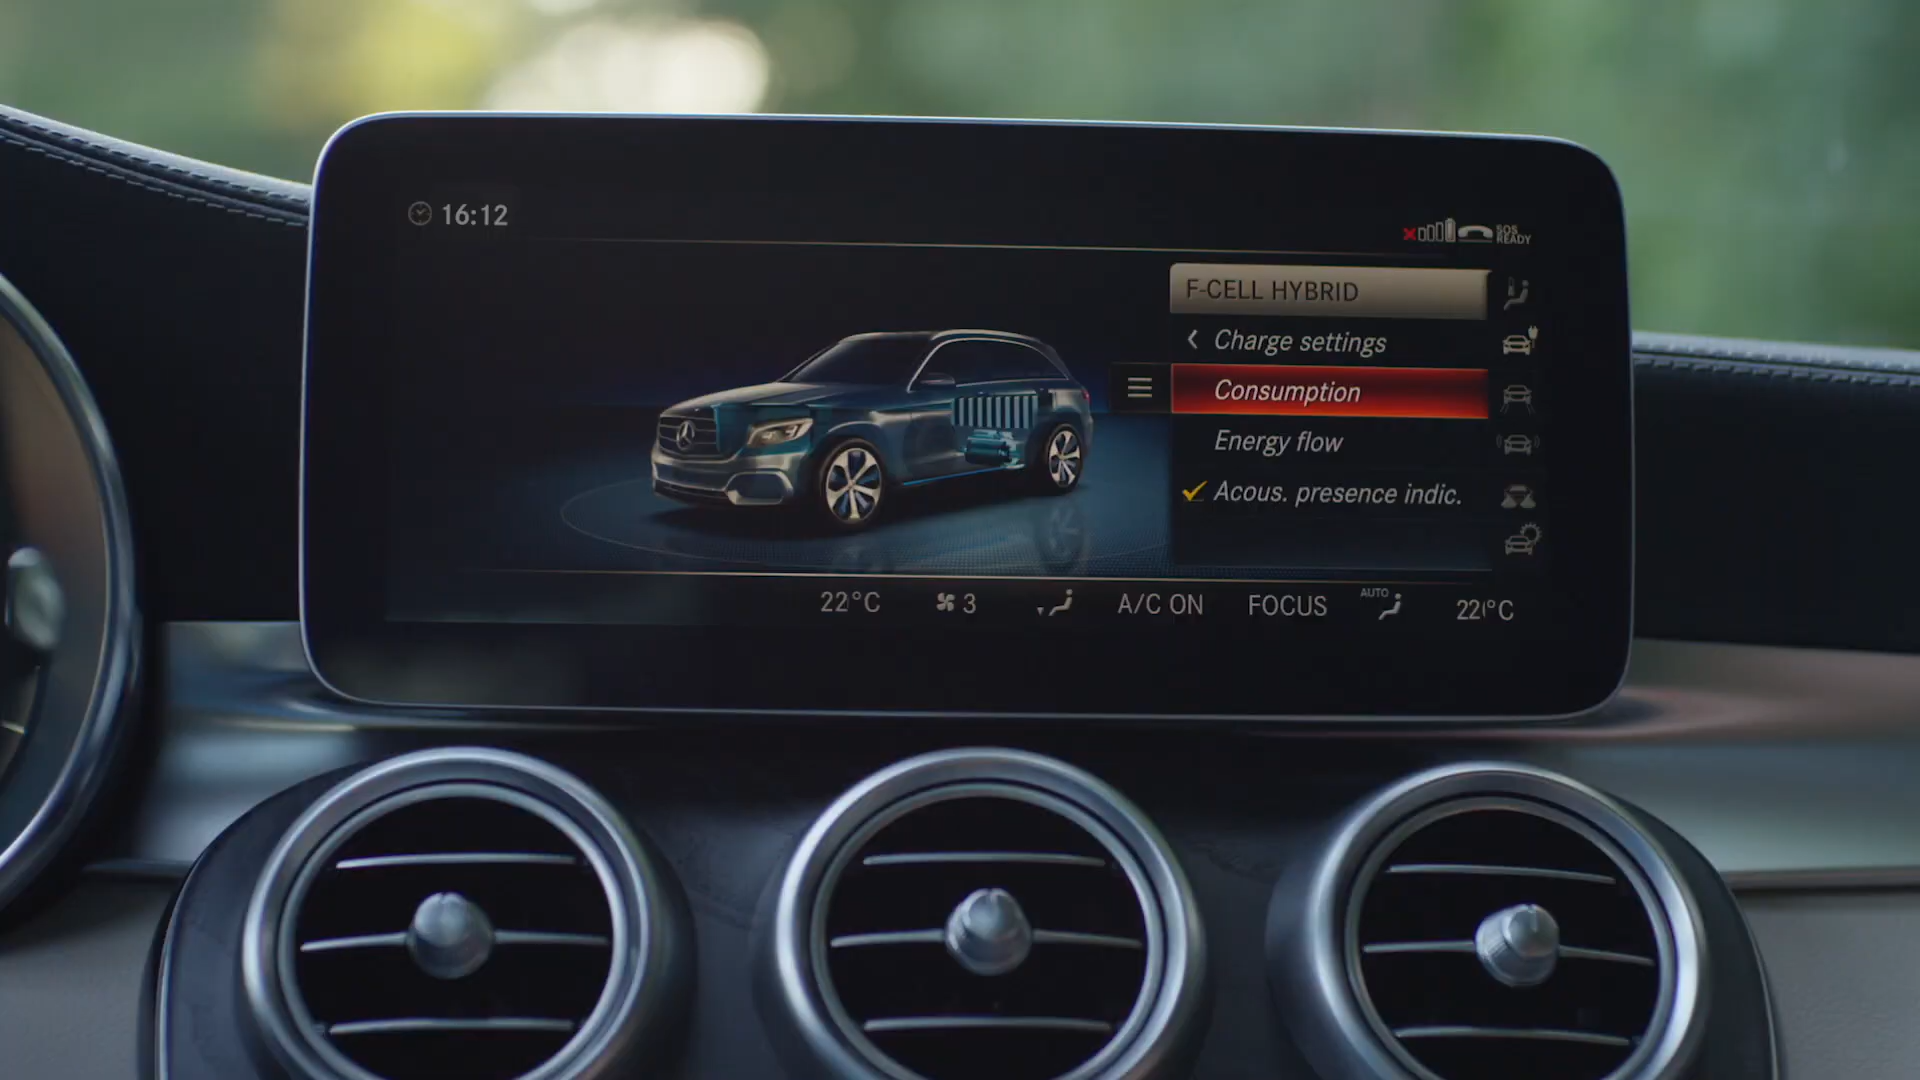 16:12
SOS
READY
F-CELL HYBRID
Charge settings
Consumption
Energy flow
Acous. presence indic.
22°C
3
A/C ON
FOCUS
AUTO
22°C